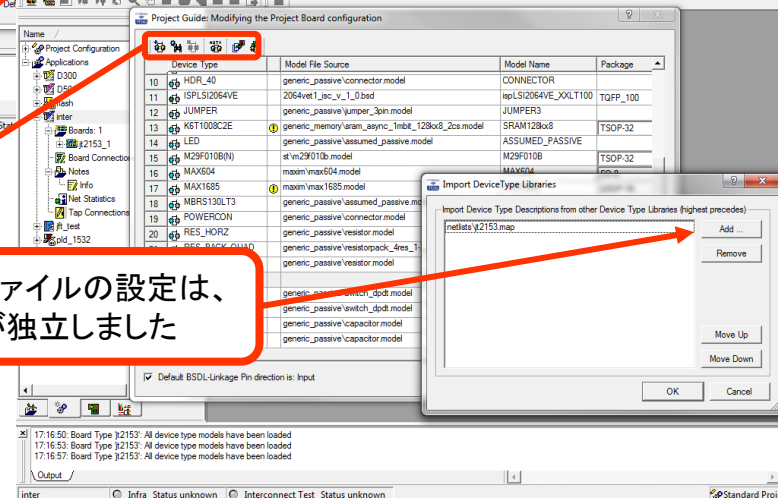 Def
Project Guide: Modifying the Project Board configuration
Name /
Project Configuration
Applications
D300
flash
inter
Boards: 1
jt2153_1
Board Connection
Notes
Info
Net Statistics
Tap Connections
jft_test
pld_1532
Device Type Model File Source Model Name Package
10 HDR_40 generic_passive\connector.model CONNECTOR
11 ISPLSI2064VE 2064vet1_isc_v_1_0.bsd ispLSI2064VE_XXLT100 TQFP_100
12 JUMPER generic_passive\jumper_3pin.model JUMPER3
13 K6T1008C2E generic_memory\sram_async_1mbit_128kx8_2cs.model SRAM128kx8 TSOP-32
14 LED generic_passive\assumed_passive.model ASSUMED_PASSIVE
15 M29F010B(N) st\m29f010b.model M29F010B TSOP-32
16 MAX604 maxim\max604.model MAX604 SO-8
17 MAX1685 maxim\max1685.model
18 MBRS130LT3 generic_passive\assumed_passive.mo
19 POWERCON generic_passive\connector.model
20 RES_HORZ generic_passive\resistor.model
RES_PACK_QUAD generic_passive\resistorpack_4res_1-
generic_passive\resistor.model
generic_passive\switch_dpdt.model
generic_passive\switch_dpdt.model
generic_passive\capacitor.model
generic_passive\capacitor.model
Default BSDL-Linkage Pin direction is: Input
Import DeviceType Libraries
Import Device Type Descriptions from other Device Type Libraries (highest precedes)
netlists\jt2153.map
Add ...
Remove
Move Up
Move Down
OK Cancel
ァイルの設定は、
が独立しました
17:16:50: Board Type 'jt2153': All device type models have been loaded
17:16:53: Board Type 'jt2153': All device type models have been loaded
17:16:57: Board Type 'jt2153': All device type models have been loaded
Output
inter Infra Status unknown Interconnect Test Status unknown Standard Proj